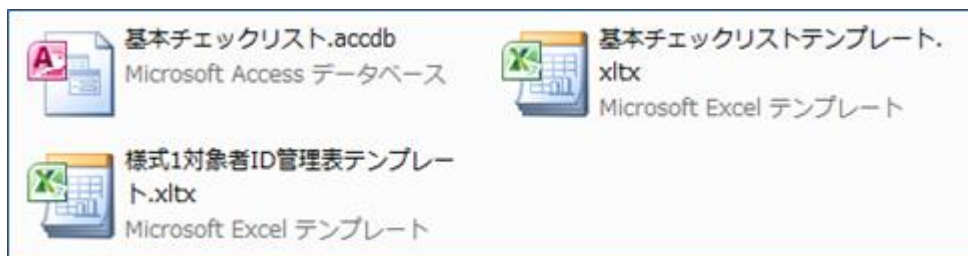 基本チェックリスト.accdb
Microsoft Access データベース
基本チェックリストテンプレート.
xltx
Microsoft Excel テンプレート
様式1対象者ID管理表テンプレー
ト.xltx
Microsoft Excel テンプレート